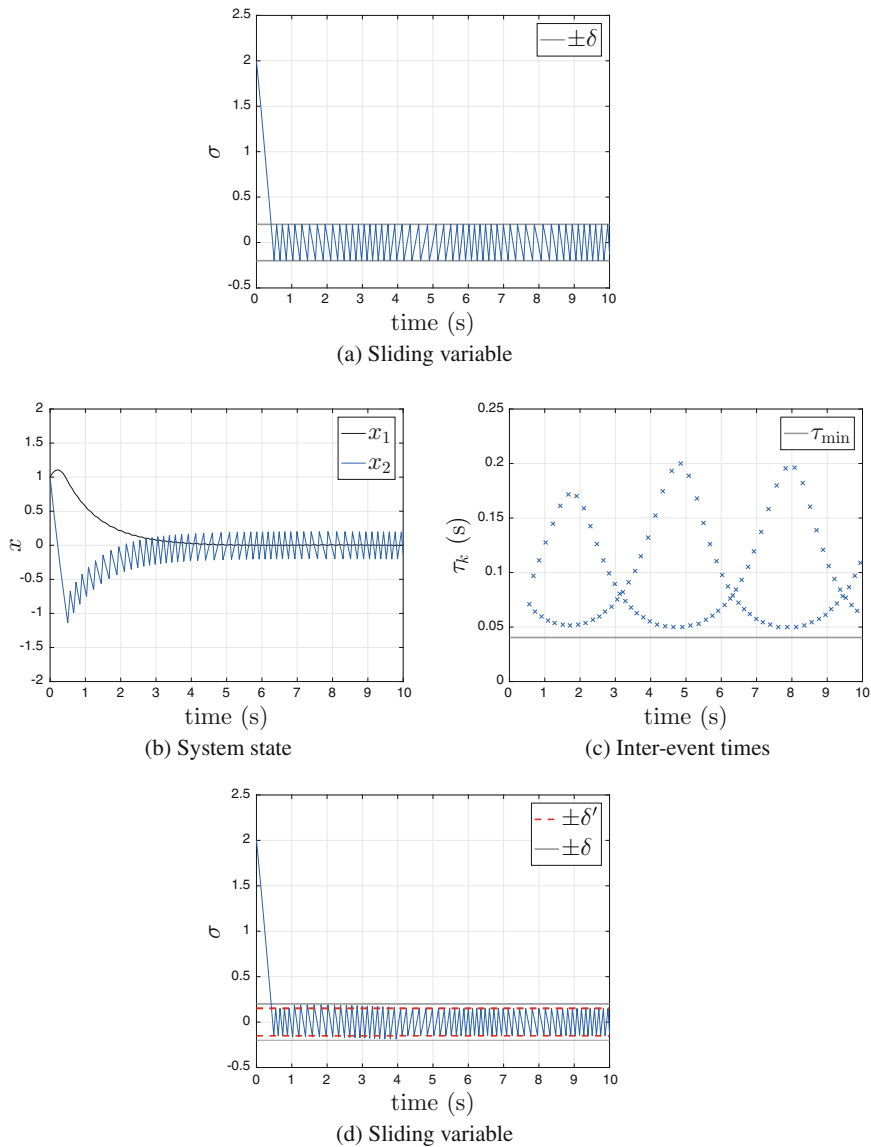 2.5
2
1.5
1
0.5
0
-0.5
σ
±δ
0 1 2 3 4 5 6 7 8 9 10
time (s)
(a) Sliding variable
2
1.5
1
0.5
0
-0.5
-1
-1.5
-2
x
x₁
x₂
0 1 2 3 4 5 6 7 8 9 10
time (s)
(b) System state
0.25
0.2
0.15
0.1
0.05
0
τₖ (s)
τ_min
0 1 2 3 4 5 6 7 8 9 10
time (s)
(c) Inter-event times
2.5
2
1.5
1
0.5
0
-0.5
σ
±δ′
±δ
0 1 2 3 4 5 6 7 8 9 10
time (s)
(d) Sliding variable